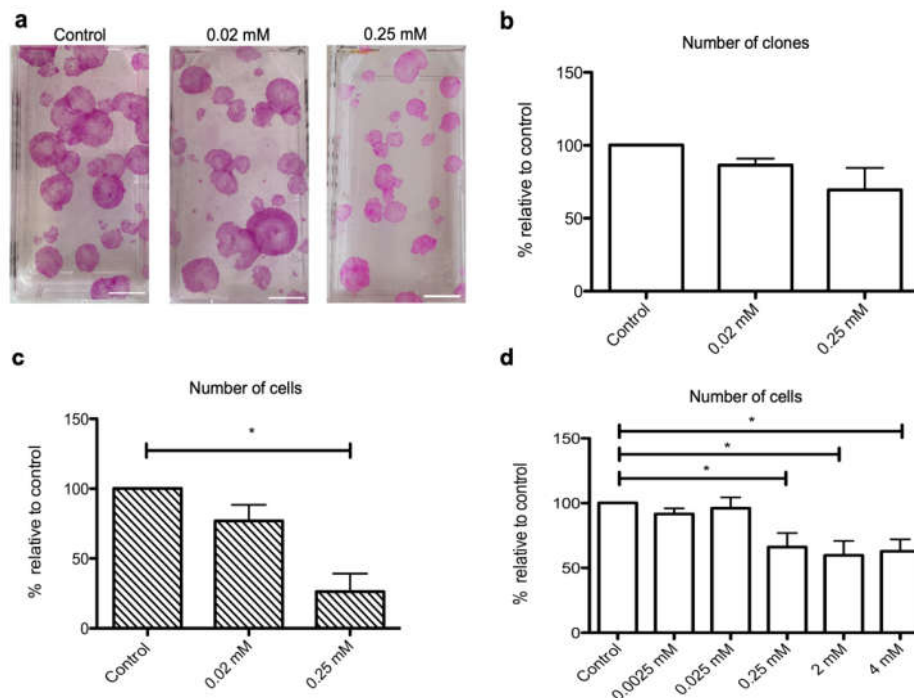 a
Control
0.02 mM
0.25 mM
b
Number of clones
% relative to control
150
100
50
0
Control
0.02 mM
0.25 mM
c
Number of cells
% relative to control
150
100
50
0
*
Control
0.02 mM
0.25 mM
d
Number of cells
% relative to control
150
100
50
0
*
*
*
Control
0.0025 mM
0.025 mM
0.25 mM
2 mM
4 mM